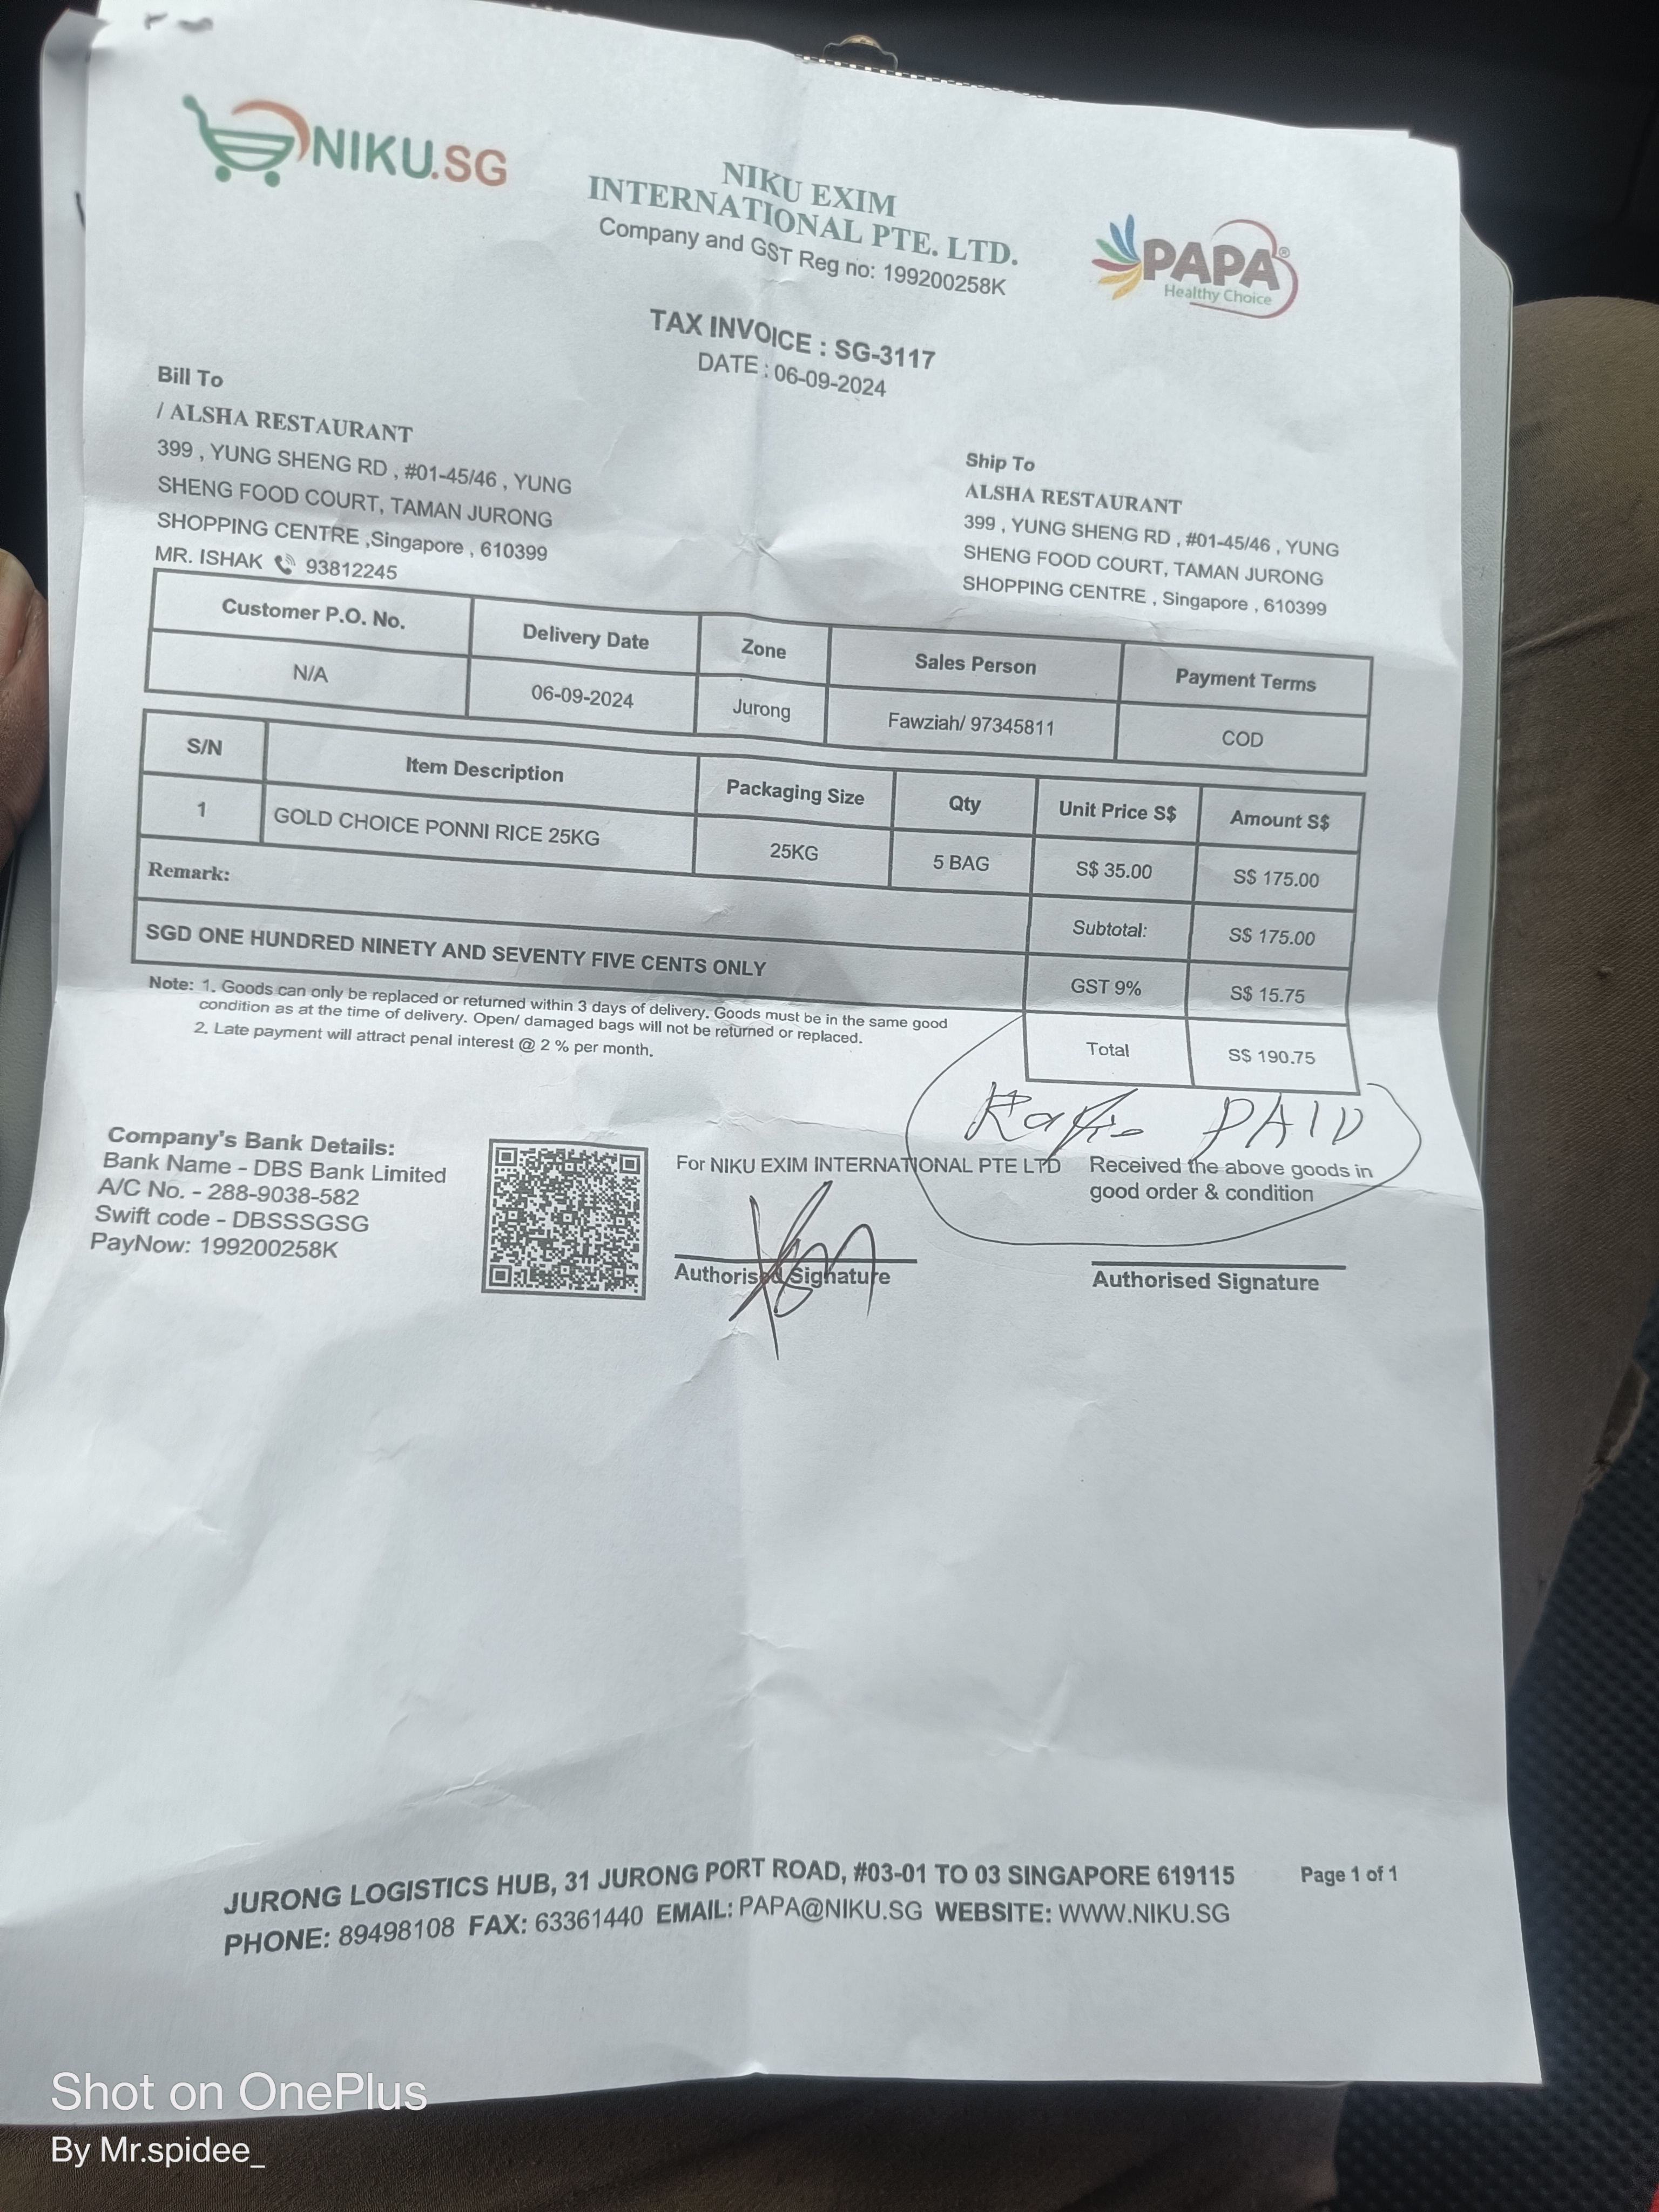 NIKU.SG
NIKU EXIM
INTERNATIONAL PTE. LTD.
Company and GST Reg no: 199200258K
PAPA®
Healthy Choice
TAX INVOICE : SG-3117
DATE : 06-09-2024
Bill To
/ ALSHA RESTAURANT
399 , YUNG SHENG RD , #01-45/46 , YUNG
SHENG FOOD COURT, TAMAN JURONG
SHOPPING CENTRE ,Singapore , 610399
MR. ISHAK 93812245
Ship To
ALSHA RESTAURANT
399 , YUNG SHENG RD , #01-45/46 , YUNG
SHENG FOOD COURT, TAMAN JURONG
SHOPPING CENTRE , Singapore , 610399
Customer P.O. No. Delivery Date Zone Sales Person Payment Terms
N/A 06-09-2024 Jurong Fawziah/ 97345811 COD
S/N Item Description Packaging Size Qty Unit Price S$ Amount S$
1 GOLD CHOICE PONNI RICE 25KG 25KG 5 BAG S$ 35.00 S$ 175.00
Remark:
Subtotal: S$ 175.00
SGD ONE HUNDRED NINETY AND SEVENTY FIVE CENTS ONLY
GST 9% S$ 15.75
Total S$ 190.75
Note: 1. Goods can only be replaced or returned within 3 days of delivery. Goods must be in the same good
condition as at the time of delivery. Open/ damaged bags will not be returned or replaced.
2. Late payment will attract penal interest @ 2 % per month.
PAID
Company's Bank Details:
Bank Name - DBS Bank Limited
A/C No. - 288-9038-582
Swift code - DBSSSGSG
PayNow: 199200258K
For NIKU EXIM INTERNATIONAL PTE LTD
Authorised Signature
Received the above goods in
good order & condition
Authorised Signature
JURONG LOGISTICS HUB, 31 JURONG PORT ROAD, #03-01 TO 03 SINGAPORE 619115
PHONE: 89498108 FAX: 63361440 EMAIL: PAPA@NIKU.SG WEBSITE: WWW.NIKU.SG
Page 1 of 1
Shot on OnePlus
By Mr.spidee_